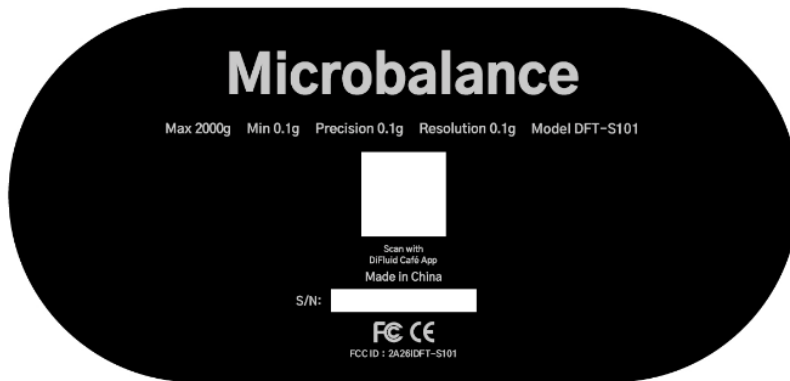 Microbalance
Max 2000g Min 0.1g Precision 0.1g Resolution 0.1g Model DFT-S101
Scan with
DiFluid Café App
Made in China
S/N:
FC CE
FCC ID : 2A26IDFT-S101